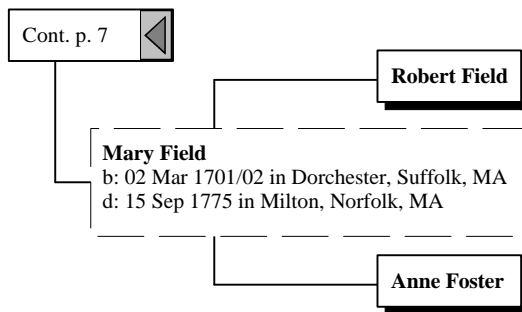 Cont. p. 7
Robert Field
Mary Field
b: 02 Mar 1701/02 in Dorchester, Suffolk, MA
d: 15 Sep 1775 in Milton, Norfolk, MA
Anne Foster